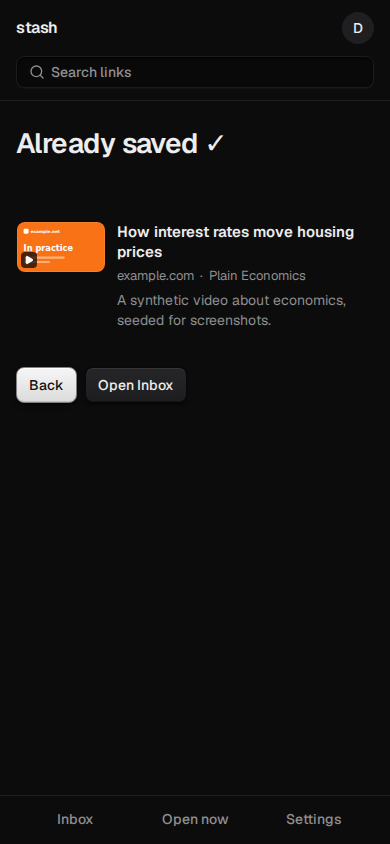 stash
D
Search links
Already saved ✓
example.net
In practice
How interest rates move housing
prices
example.com · Plain Economics
A synthetic video about economics,
seeded for screenshots.
Back
Open Inbox
Inbox
Open now
Settings